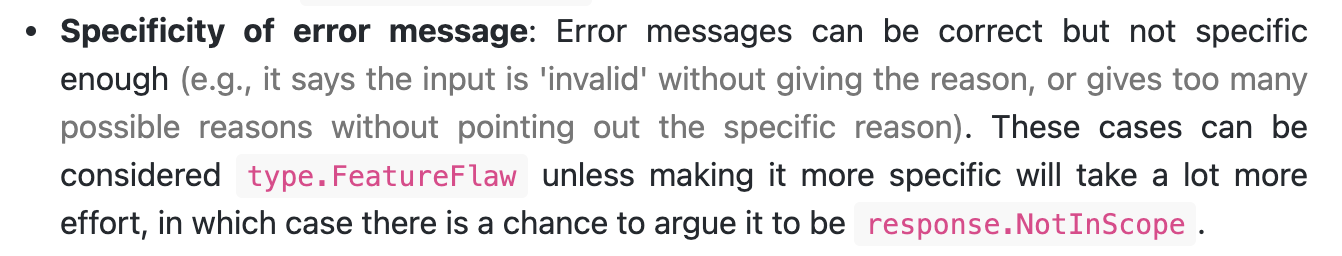 • Specificity of error message: Error messages can be correct but not specific
enough (e.g., it says the input is 'invalid' without giving the reason, or gives too many
possible reasons without pointing out the specific reason). These cases can be
considered type.FeatureFlaw unless making it more specific will take a lot more
effort, in which case there is a chance to argue it to be response.NotInScope.